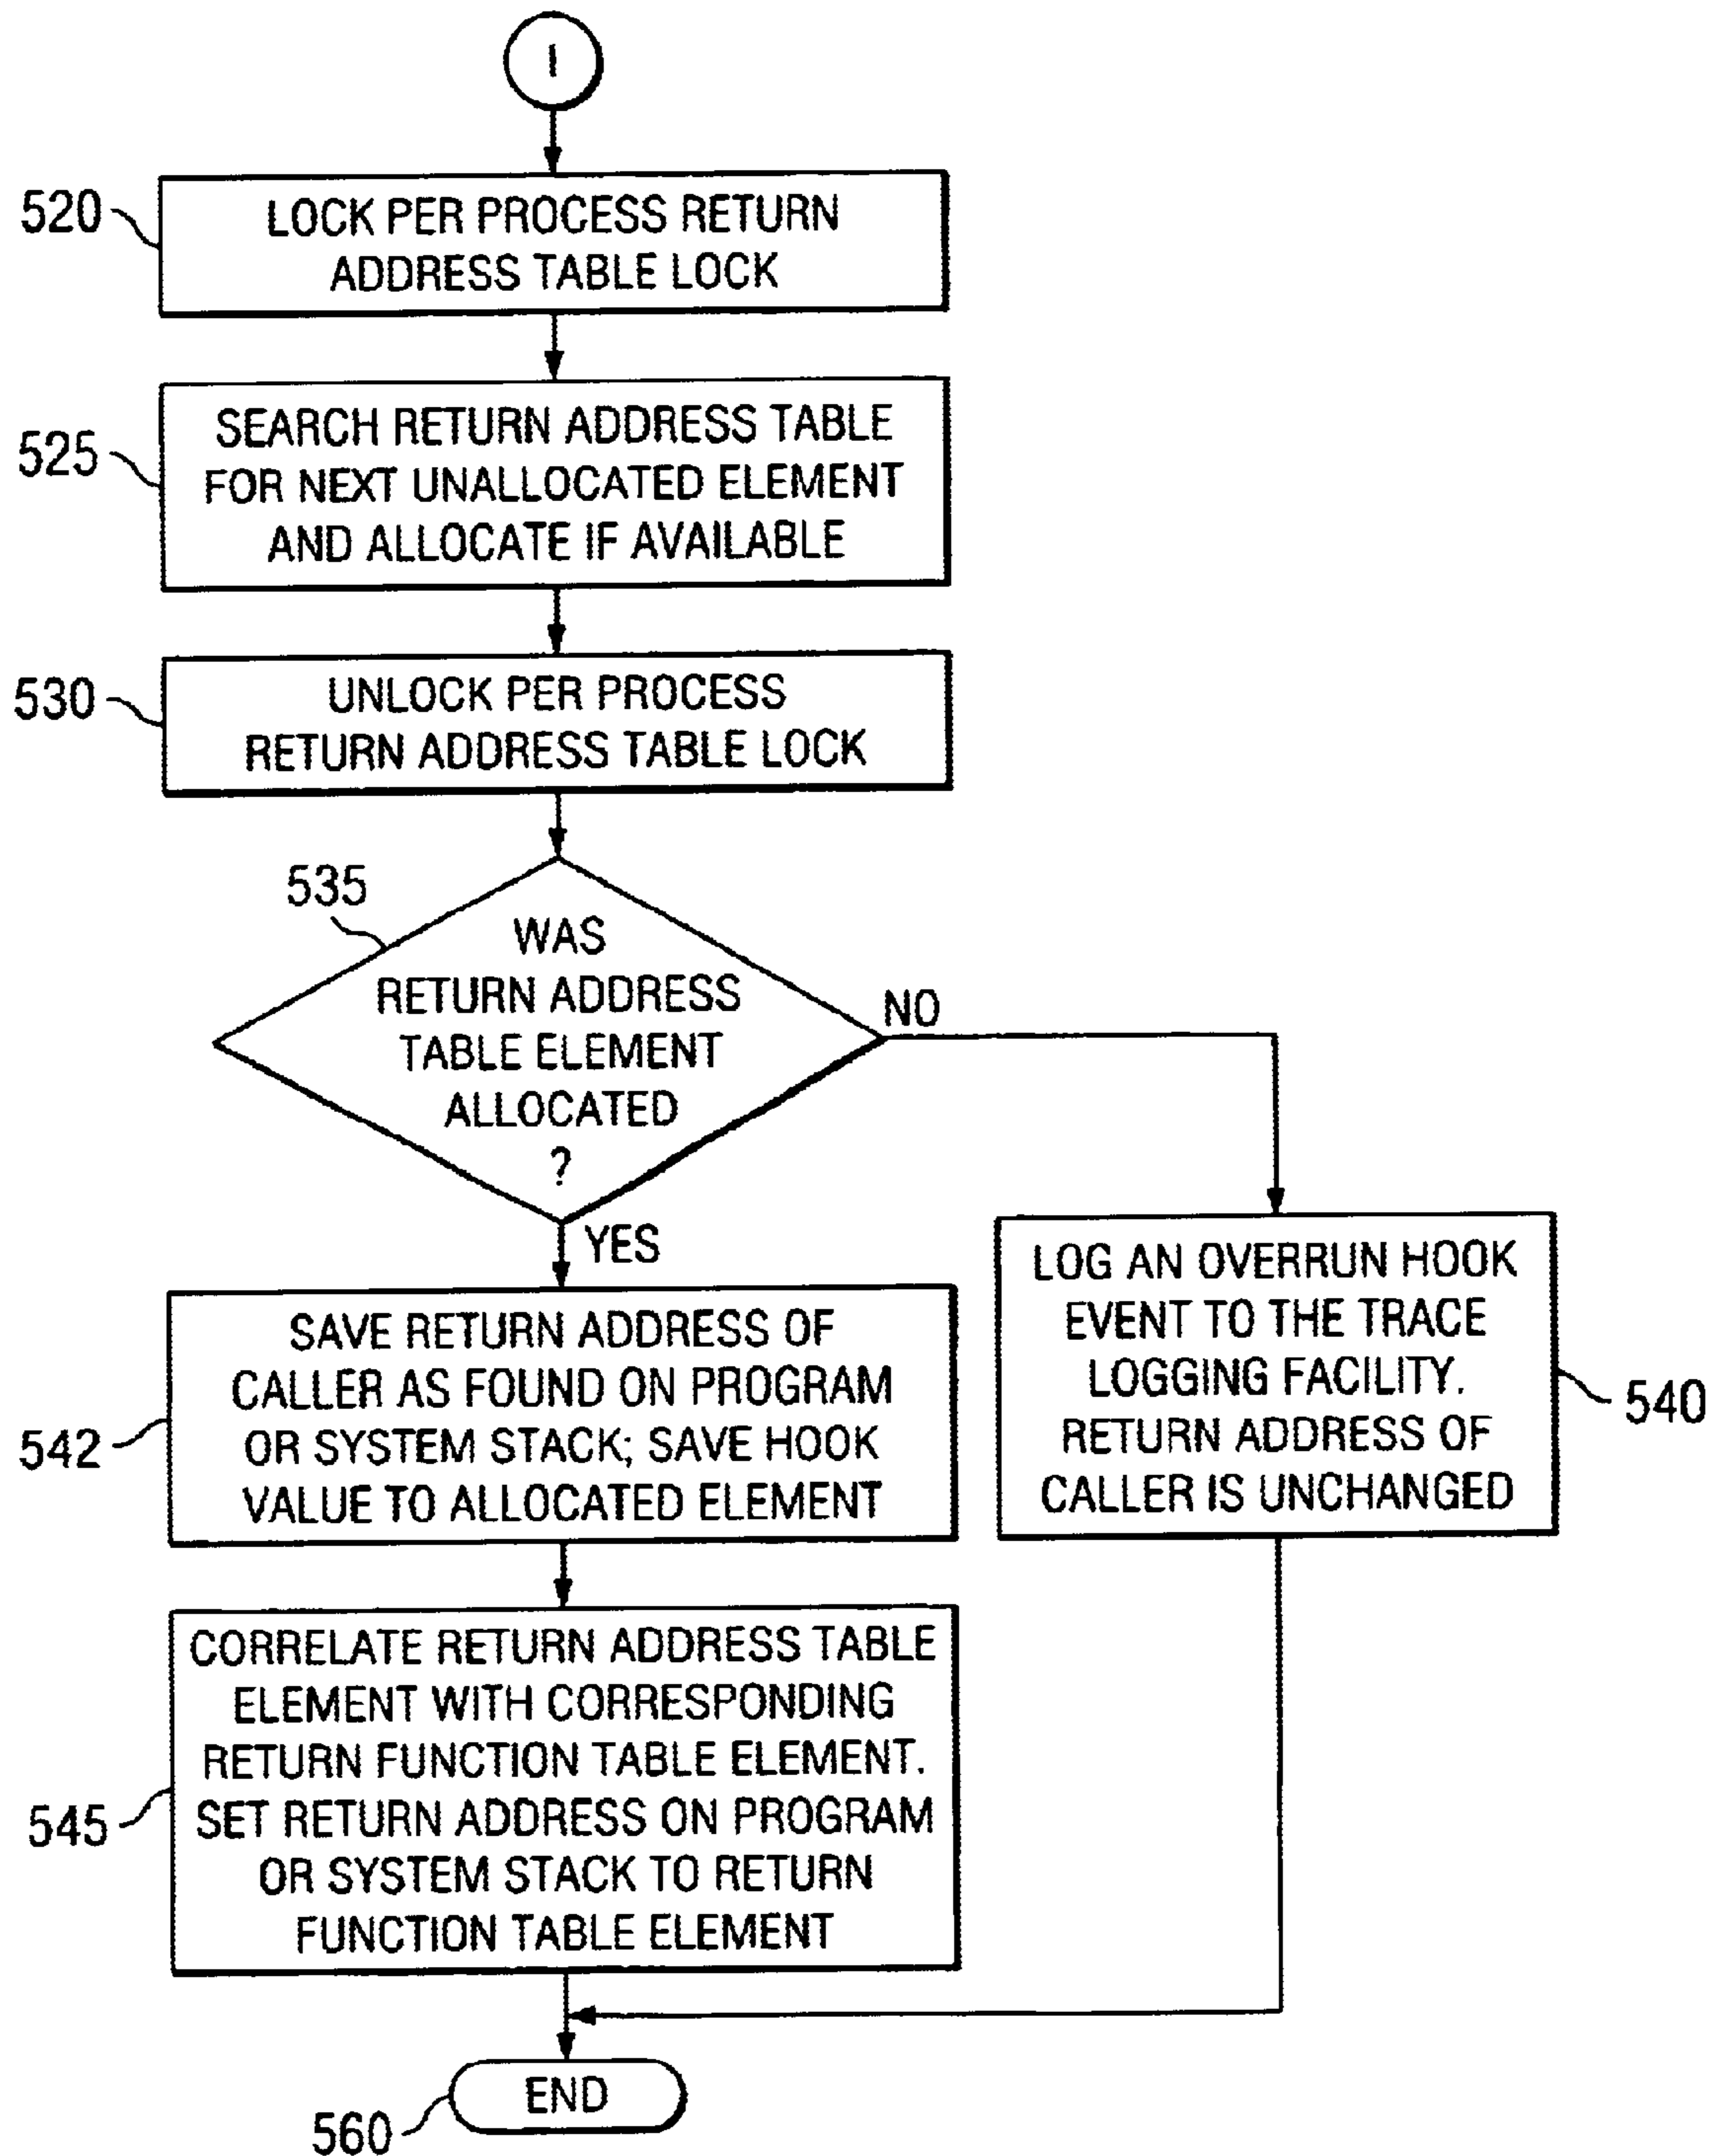 I
520
LOCK PER PROCESS RETURN
ADDRESS TABLE LOCK
525
SEARCH RETURN ADDRESS TABLE
FOR NEXT UNALLOCATED ELEMENT
AND ALLOCATE IF AVAILABLE
530
UNLOCK PER PROCESS
RETURN ADDRESS TABLE LOCK
535
WAS
RETURN ADDRESS
TABLE ELEMENT
ALLOCATED
?
NO
YES
542
SAVE RETURN ADDRESS OF
CALLER AS FOUND ON PROGRAM
OR SYSTEM STACK; SAVE HOOK
VALUE TO ALLOCATED ELEMENT
LOG AN OVERRUN HOOK
EVENT TO THE TRACE
LOGGING FACILITY.
RETURN ADDRESS OF
CALLER IS UNCHANGED
540
545
CORRELATE RETURN ADDRESS TABLE
ELEMENT WITH CORRESPONDING
RETURN FUNCTION TABLE ELEMENT.
SET RETURN ADDRESS ON PROGRAM
OR SYSTEM STACK TO RETURN
FUNCTION TABLE ELEMENT
END
560